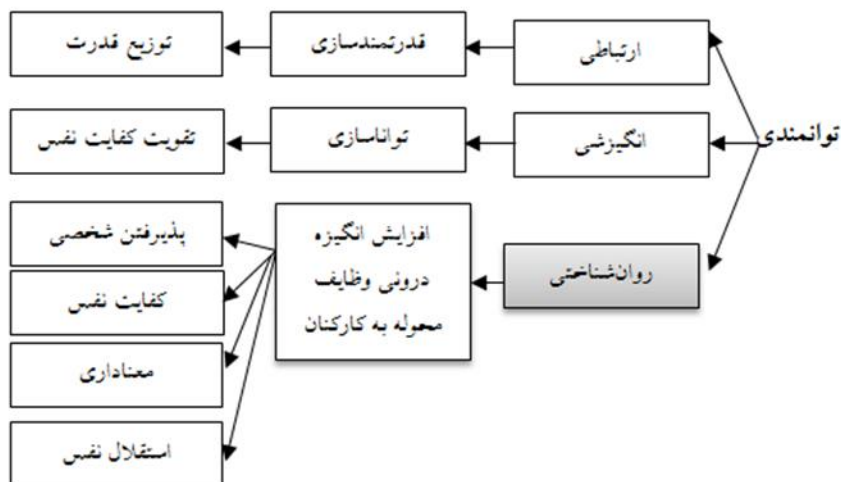 توانمندی
ارتباطی
قدرتمندسازی
توزیع قدرت
انگیزشی
تواناسازی
تقویت کفایت نفس
روان‌شناختی
افزایش انگیزه
درونی وظایف
محوله به کارکنان
پذیرفتن شخصی
کفایت نفس
معناداری
استقلال نفس